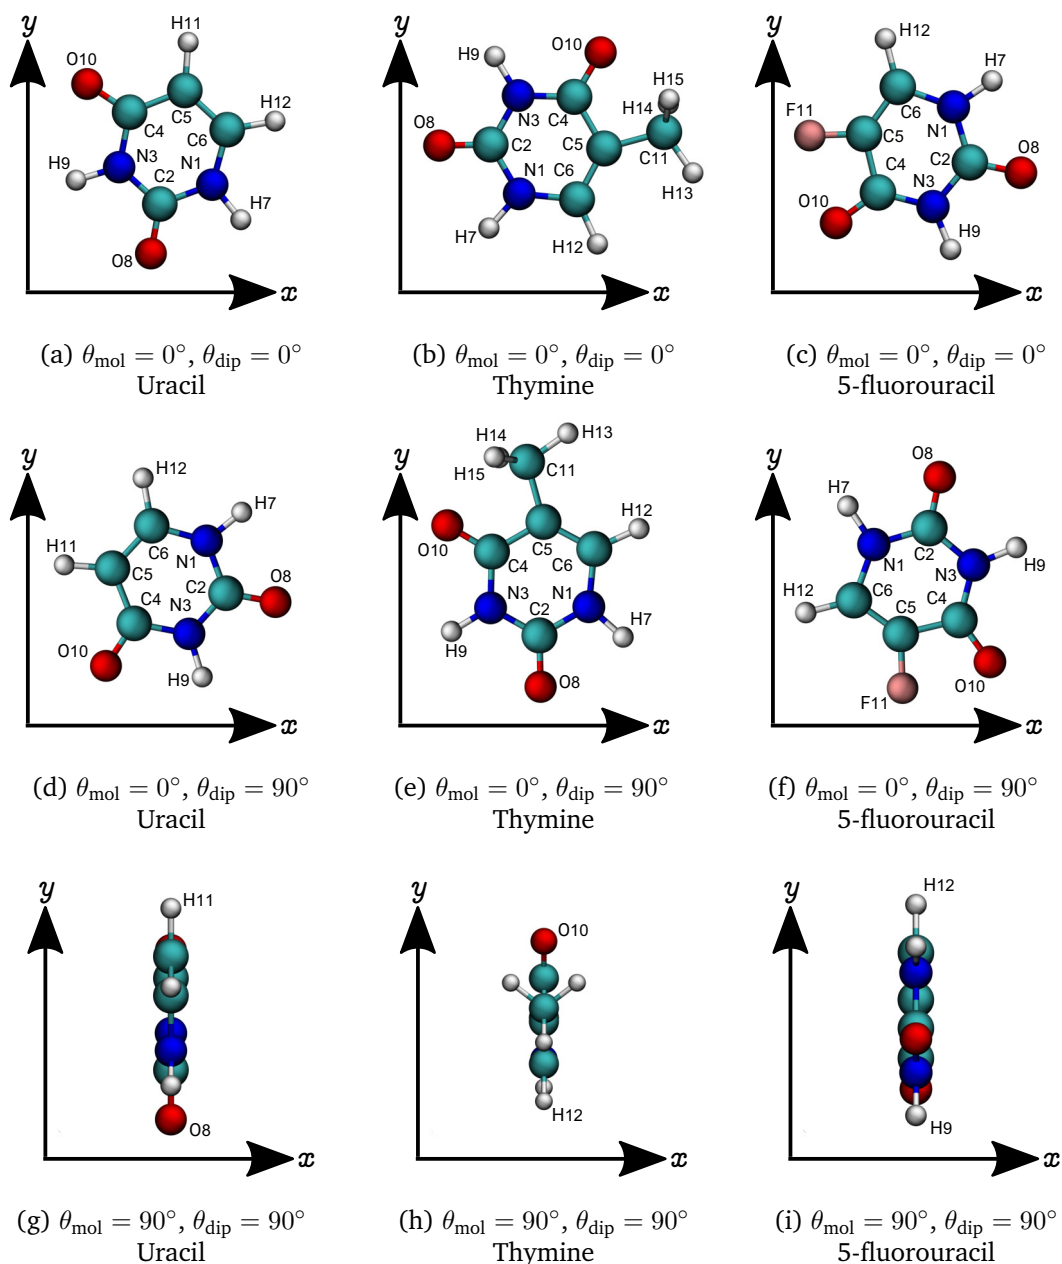 y
H11
O10
H12
C5
C4
C6
H9
N3
N1
C2
H7
O8
x
(a) θmol = 0°, θdip = 0°
Uracil
y
O10
H9
H15
H14
N3
C4
O8
C2
C5
C11
N1
C6
H13
H7
H12
x
(b) θmol = 0°, θdip = 0°
Thymine
y
H12
H7
C6
F11
N1
C5
O8
C4
C2
N3
O10
H9
x
(c) θmol = 0°, θdip = 0°
5-fluorouracil
y
H12
H7
C6
N1
H11
C5
C2
O8
C4
N3
O10
H9
x
(d) θmol = 0°, θdip = 90°
Uracil
y
H14
H13
H15
C11
H12
O10
C5
C4
C6
N3
N1
C2
H7
H9
O8
x
(e) θmol = 0°, θdip = 90°
Thymine
y
O8
H7
C2
H9
N1
N3
H12
C6
C4
C5
O10
F11
x
(f) θmol = 0°, θdip = 90°
5-fluorouracil
y
H11
O8
x
(g) θmol = 90°, θdip = 90°
Uracil
y
O10
H12
x
(h) θmol = 90°, θdip = 90°
Thymine
y
H12
H9
x
(i) θmol = 90°, θdip = 90°
5-fluorouracil